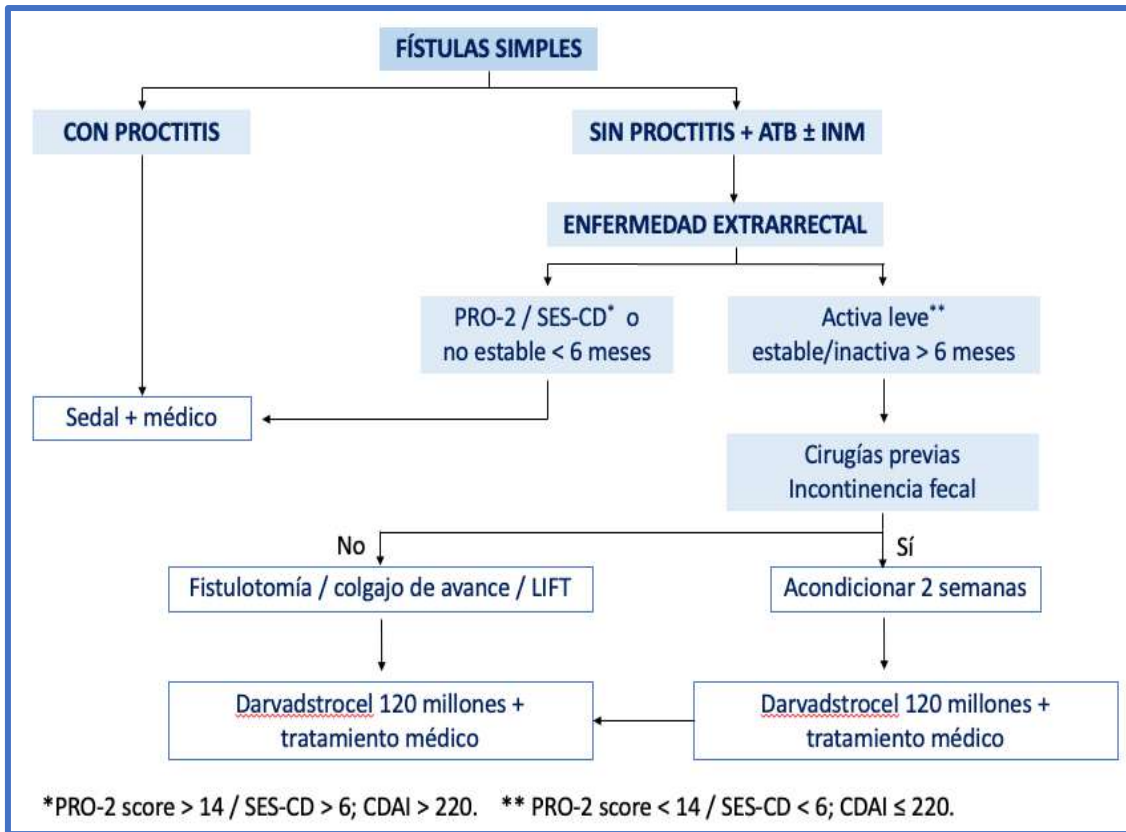 FÍSTULAS SIMPLES
CON PROCTITIS
SIN PROCTITIS + ATB ± INM
ENFERMEDAD EXTRARRECTAL
PRO-2 / SES-CD* o
no estable < 6 meses
Activa leve**
estable/inactiva > 6 meses
Sedal + médico
Cirugías previas
Incontinencia fecal
No
Sí
Fistulotomía / colgajo de avance / LIFT
Acondicionar 2 semanas
Darvadstrocel 120 millones +
tratamiento médico
Darvadstrocel 120 millones +
tratamiento médico
*PRO-2 score > 14 / SES-CD > 6; CDAI > 220. ** PRO-2 score < 14 / SES-CD < 6; CDAI ≤ 220.